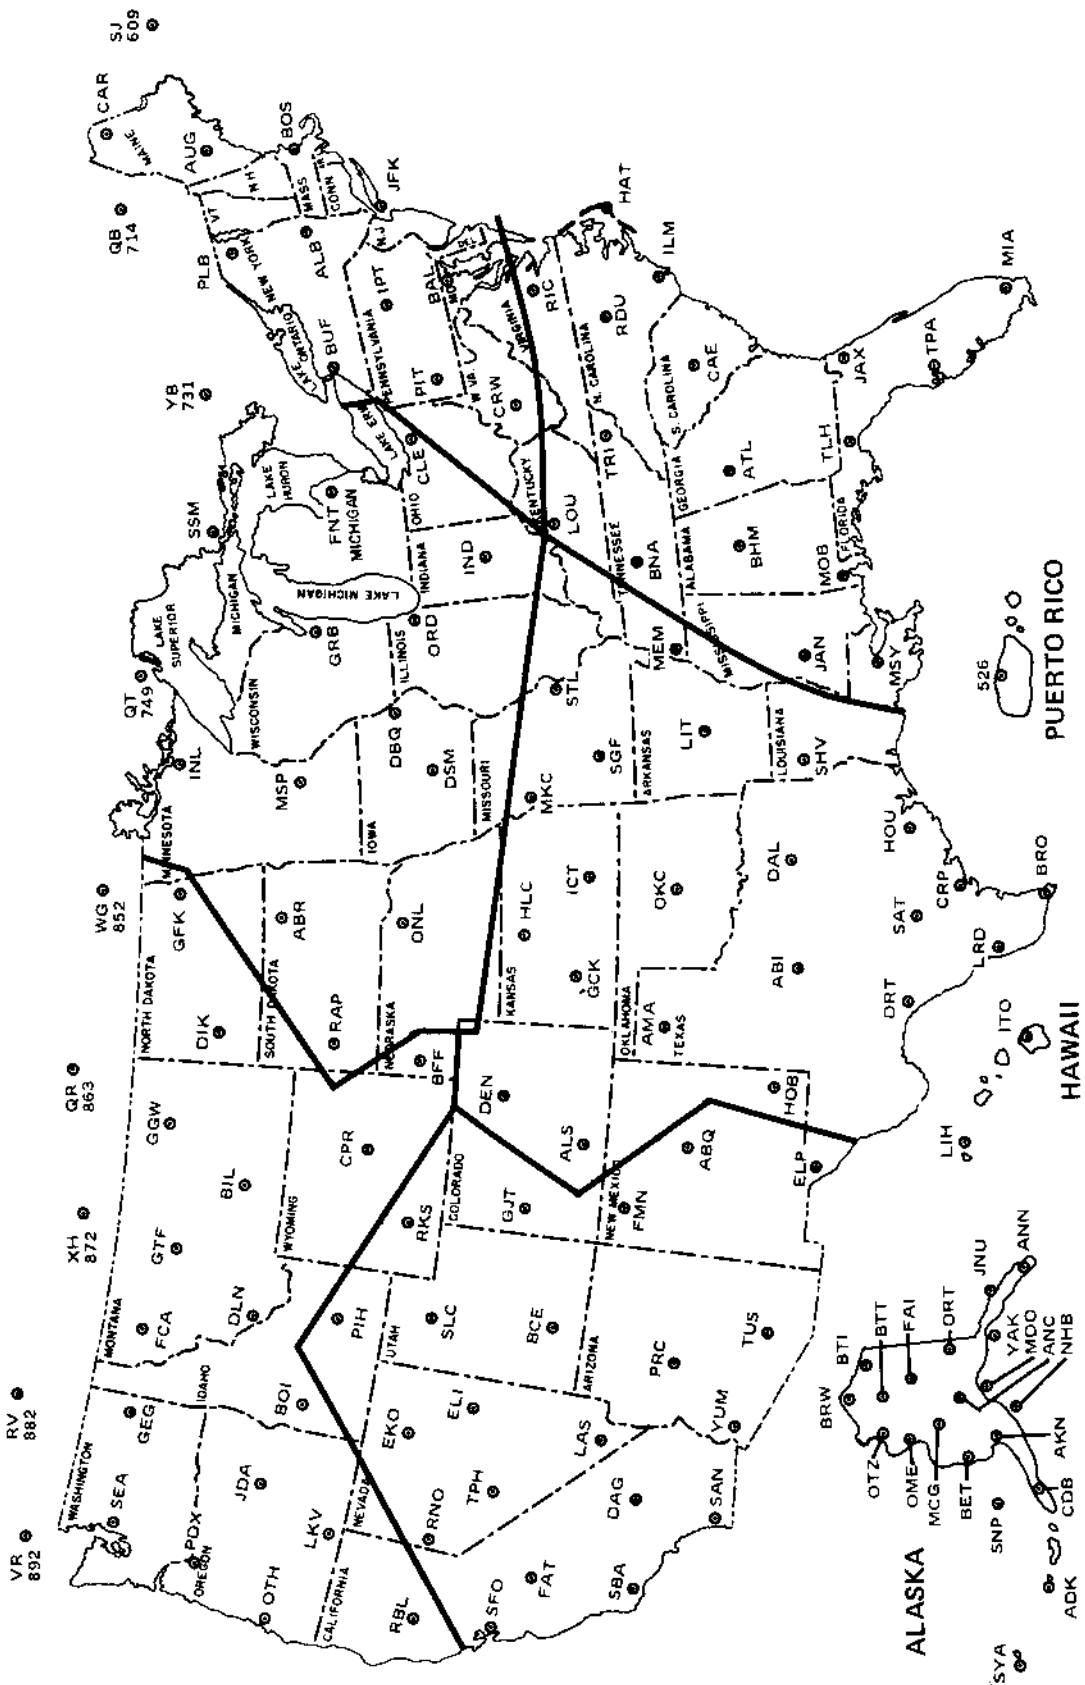 SJ
609
CAR
MAINE
AUG
BOS
QB
714
VT
NH
MASS
CONN
JFK
PLB
NEW YORK
ALB
N.J
HAT
LAKE
ONTARIO
BUF
PENNSYLVANIA
IPT
BAL
PIT
W.VA.
VIRGINIA
RIC
ILM
N. CAROLINA
RDU
S. CAROLINA
CAE
MIA
YB
731
CLE
CRW
TRI
GEORGIA
ATL
JAX
TPA
TLH
SSM
LAKE
HURON
FNT
MICHIGAN
OHIO
KENTUCKY
LOU
IND
INDIANA
TENNESSEE
BNA
ALABAMA
BHM
MOB
FLORIDA
LAKE
SUPERIOR
MICHIGAN
LAKE MICHIGAN
GRB
ORD
ILLINOIS
MEM
MISSISSIPPI
JAN
MSY
QT
749
WISCONSIN
STL
INL
DBQ
MSP
DSM
MISSOURI
SGF
ARKANSAS
LIT
LOUISIANA
SHV
MINNESOTA
IOWA
MKC
HOU
WG
852
GFK
ABR
ONL
HLC
ICT
OKC
DAL
SAT
CRP
BRO
LRD
NORTH DAKOTA
SOUTH DAKOTA
DIK
RAP
NEBRASKA
KANSAS
GCK
OKLAHOMA
AMA
TEXAS
ABI
DRT
QR
863
GGW
BFF
DEN
HOB
CPR
ALS
ABQ
ELP
BIL
WYOMING
RKS
COLORADO
GJT
NEW MEXICO
FMN
XH
872
GTF
MONTANA
FCA
DLN
PIH
UTAH
SLC
BCE
ARIZONA
PRC
TUS
RV
882
GEG
IDAHO
BOI
EKO
ELI
LAS
YUM
WASHINGTON
SEA
JDA
LKV
NEVADA
RNO
TPH
DAG
SAN
VR
892
PDX
OREGON
OTH
CALIFORNIA
RBL
SFO
FAT
SBA
526
PUERTO RICO
ITO
LIH
HAWAII
JNU
ANN
BTI
BTT
FAI
ORT
YAK
MDO
ANC
NHB
BRW
OTZ
OME
MCG
BET
SNP
AKN
CDB
ADK
SYA
ALASKA